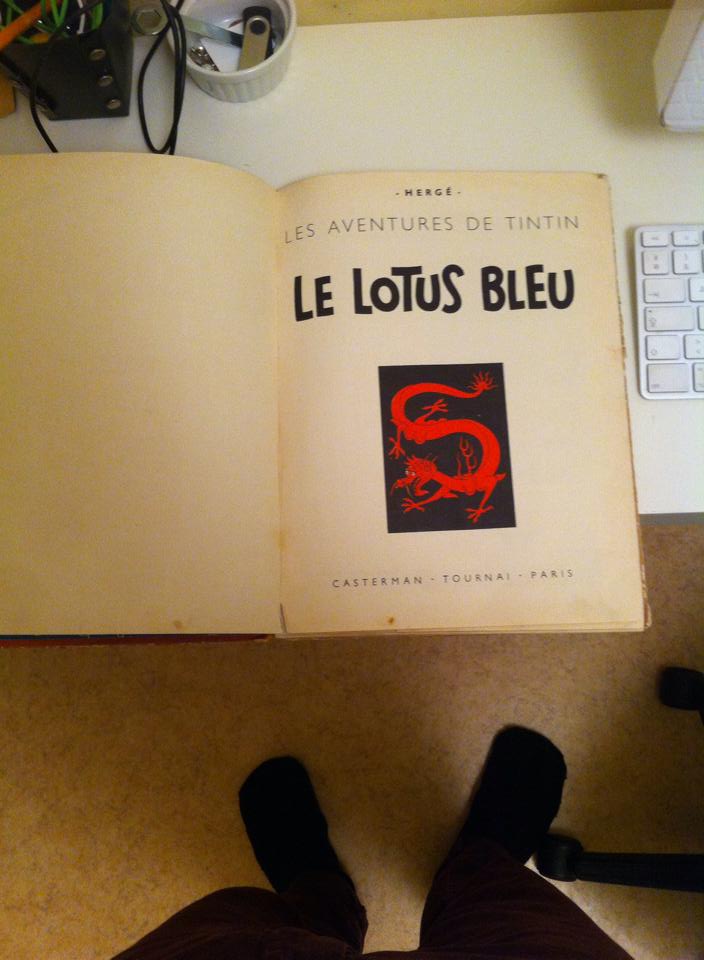 - HERGÉ -
LES AVENTURES DE TINTIN
LE LOTUS BLEU
CASTERMAN - TOURNAI - PARIS